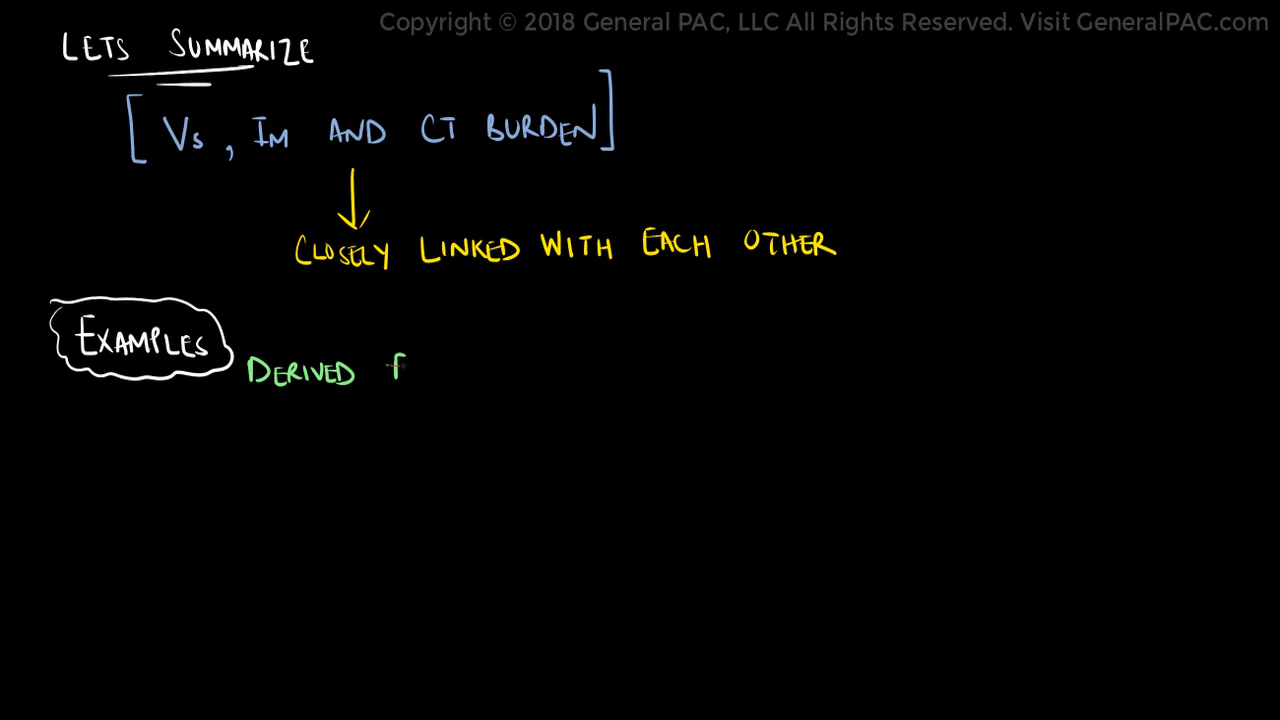 Copyright © 2018 General PAC, LLC All Rights Reserved. Visit GeneralPAC.com
LETS SUMMARIZE
[ Vs , IM AND CT BURDEN ]
CLOSELY LINKED WITH EACH OTHER
EXAMPLES
DERIVED F